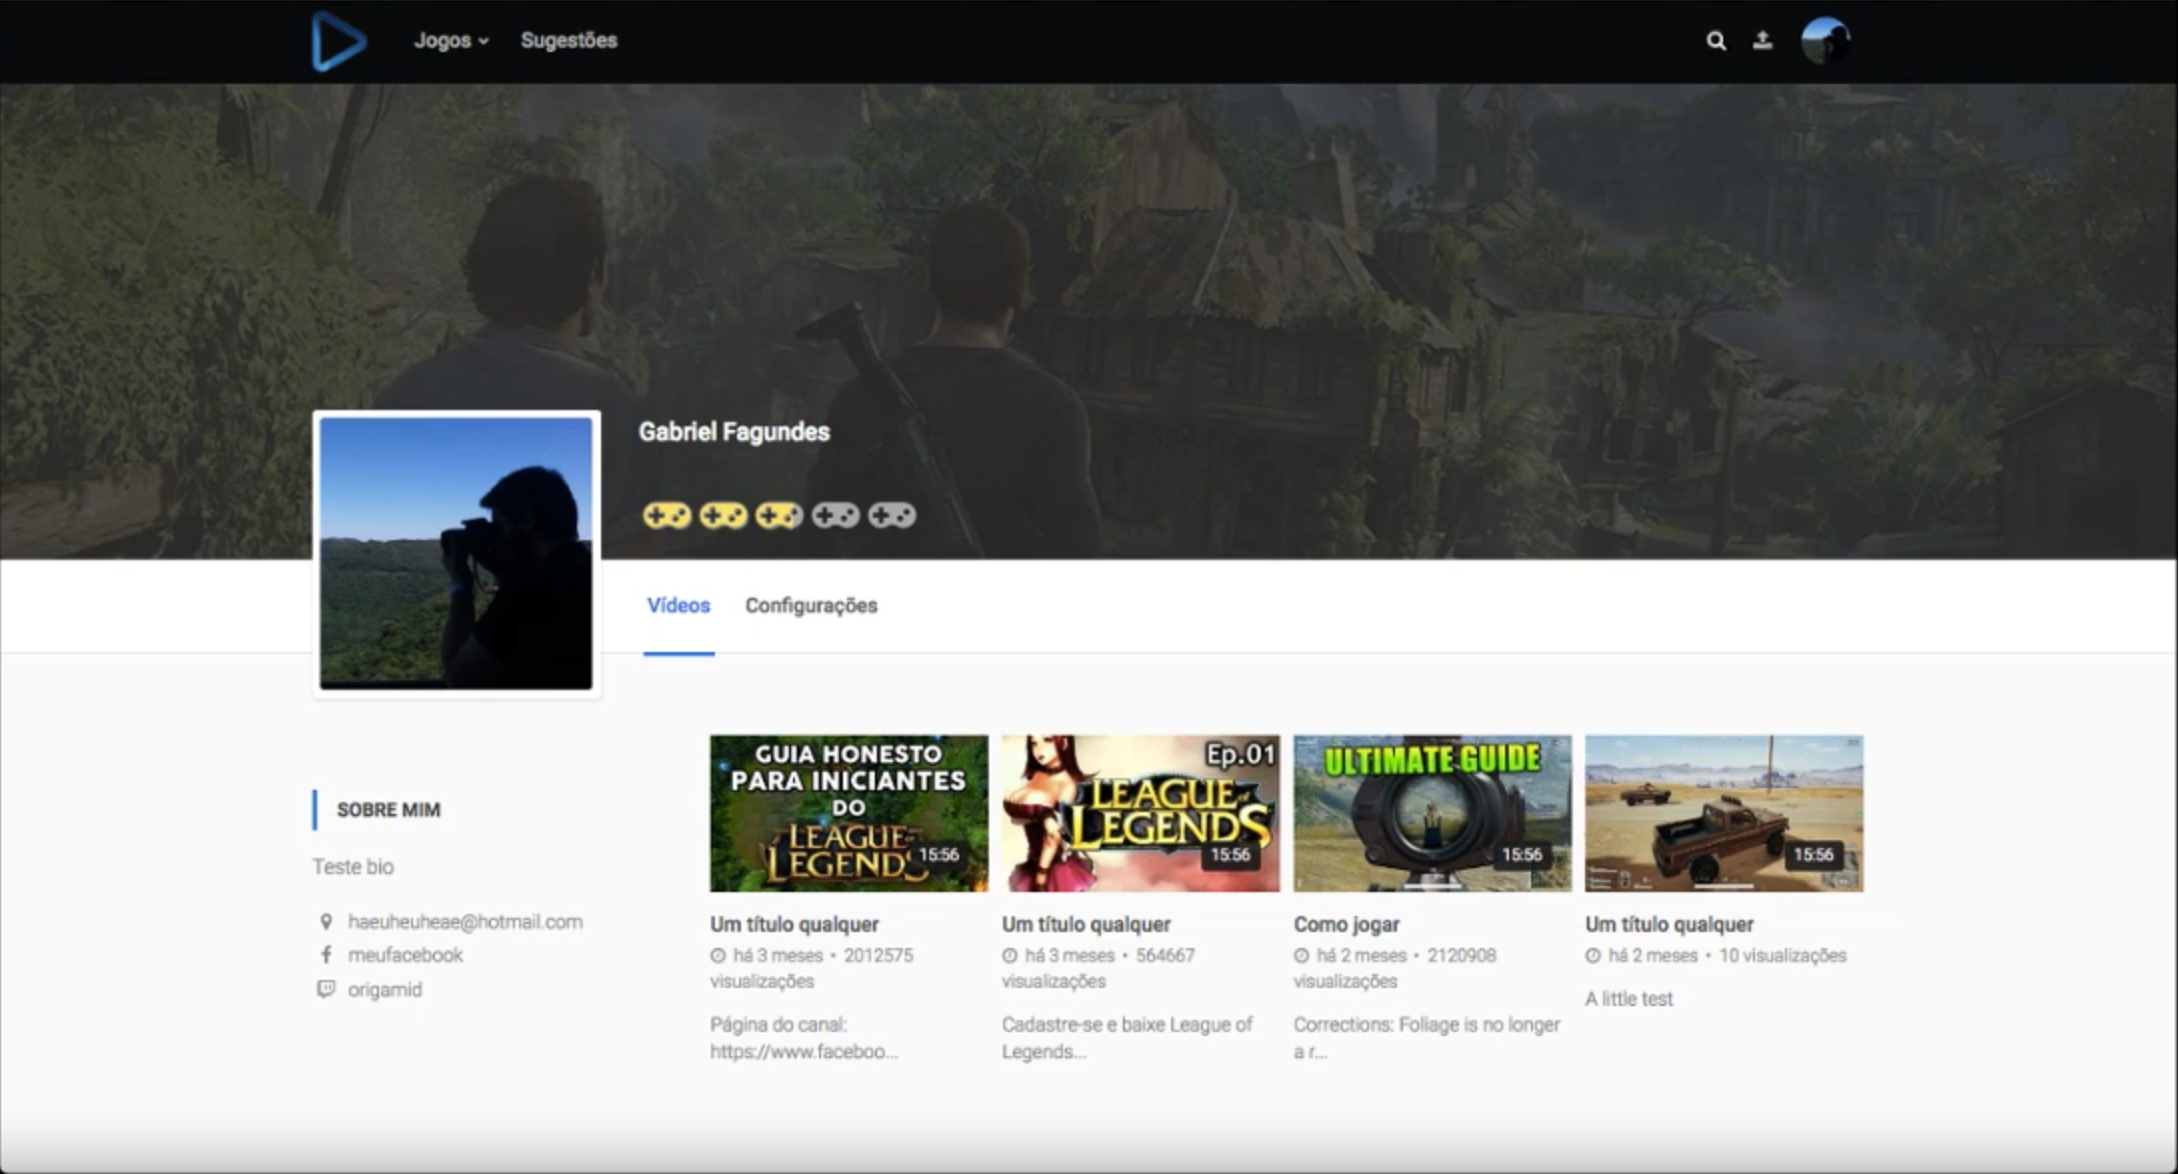 Jogos
Sugestões
Gabriel Fagundes
Vídeos
Configurações
SOBRE MIM
Teste bio
haeuheuheae@hotmail.com
meufacebook
origamid
GUIA HONESTO
PARA INICIANTES
DO
LEAGUE OF
LEGENDS
15:56
Um título qualquer
há 3 meses • 2012575
visualizações
Página do canal:
https://www.faceboo...
Ep.01
LEAGUE of
LEGENDS
15:56
Um título qualquer
há 3 meses • 564667
visualizações
Cadastre-se e baixe League of
Legends...
ULTIMATE GUIDE
15:56
Como jogar
há 2 meses • 2120908
visualizações
Corrections: Foliage is no longer
a r...
15:56
Um título qualquer
há 2 meses • 10 visualizações
A little test